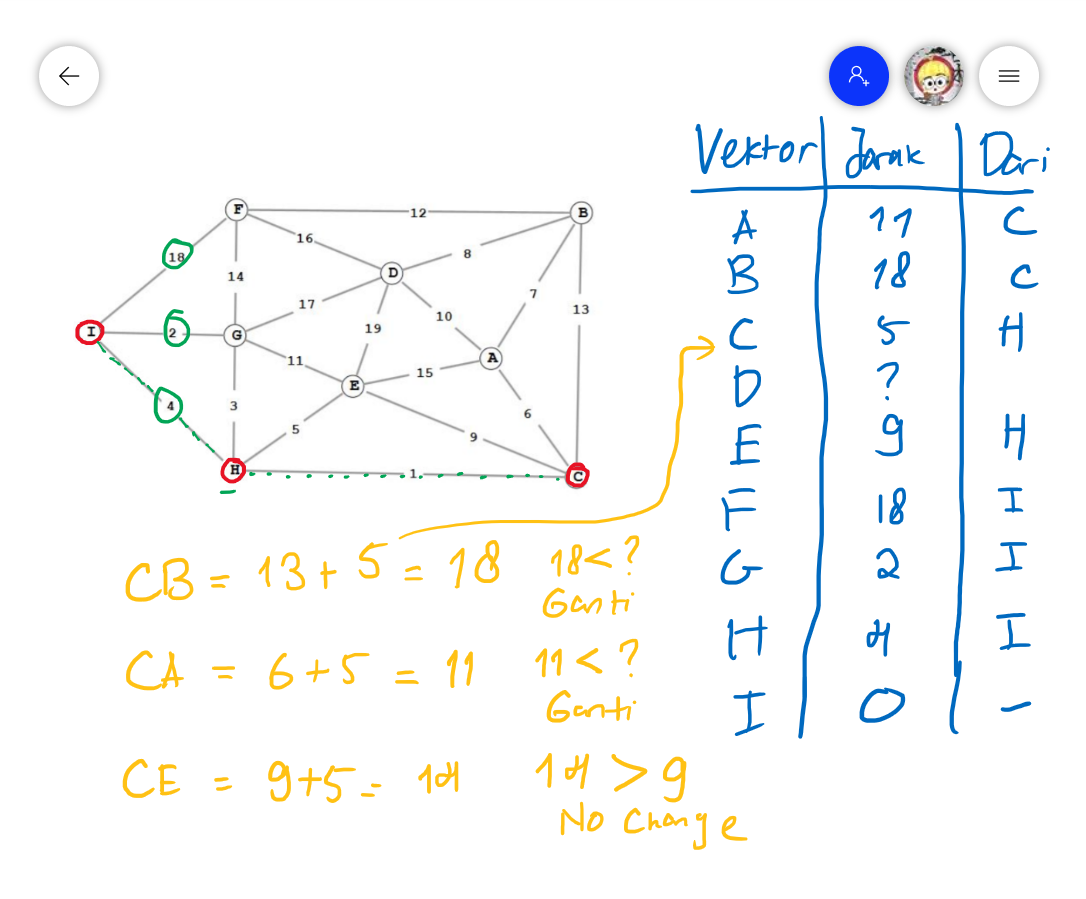 Vektor Jarak Dari
A 11 C
B 18 C
C 5 H
D ?
E 9 H
F 18 I
G 2 I
H 4 I
I 0 -
F 12 B
16
18 D 8
14
17 7 13
I 2 G 10
19
11 A
E 15
4 3 6
5 9
H 1 C
CB = 13 + 5 = 18 18 < ?
Ganti
CA = 6 + 5 = 11 11 < ?
Ganti
CE = 9 + 5 = 14 14 > 9
No Change